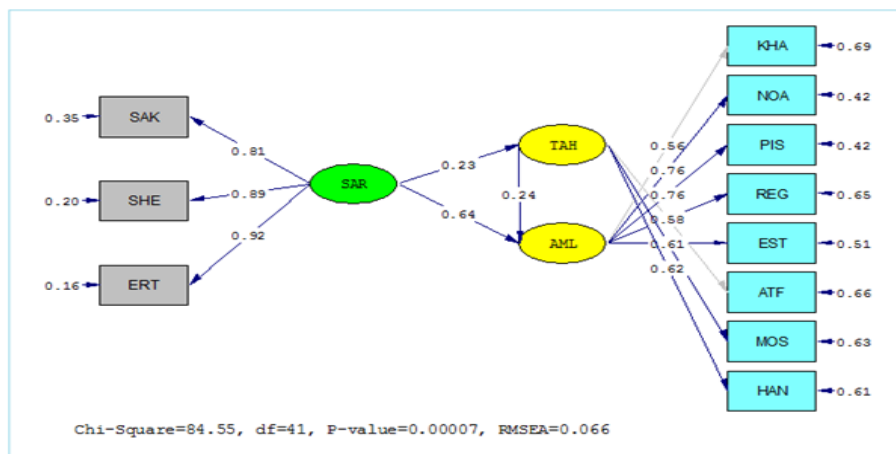 KHA 0.69
NOA 0.42
0.35 SAK
TAH 0.56
PIS 0.42
0.81
0.23 0.76
SAR
0.76
REG 0.65
0.20 SHE
0.89
0.24
0.64
0.58
0.92
AML
0.61
EST 0.51
0.62
0.16 ERT
ATF 0.66
MOS 0.63
HAN 0.61
Chi-Square=84.55, df=41, P-value=0.00007, RMSEA=0.066